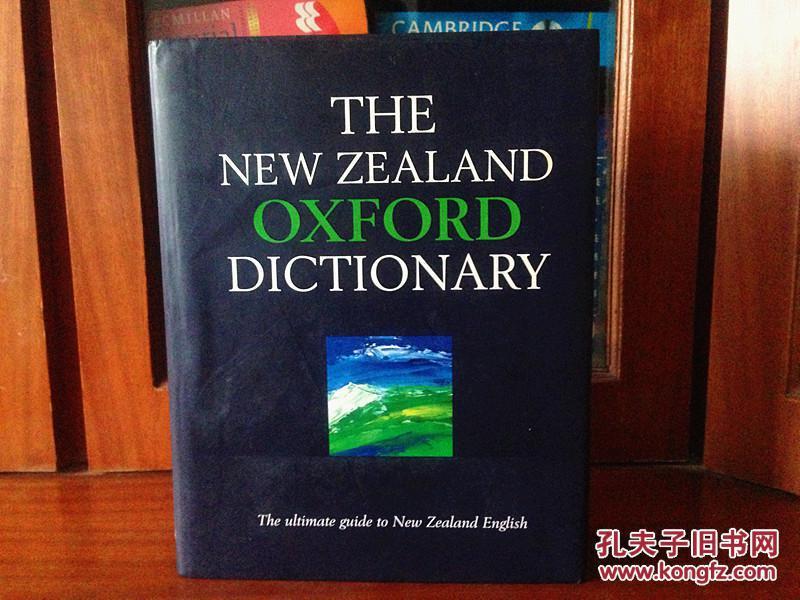 MACMILLAN
CAMBRIDGE
THE
NEW ZEALAND
OXFORD
DICTIONARY
The ultimate guide to New Zealand English
孔夫子旧书网
www.kongfz.com